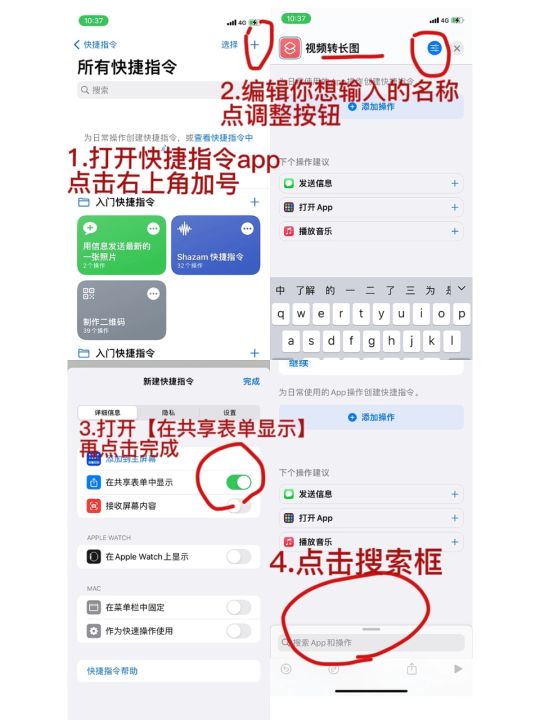 10:37
4G
快捷指令
选择
所有快捷指令
搜索
为日常操作创建快捷指令，或查看快捷指令中
心
1.打开快捷指令app
点击右上角加号
入门快捷指令
用信息发送最新的
一张照片
2个操作
Shazam 快捷指令
32个操作
制作二维码
39个操作
入门快捷指令
10:37
4G
视频转长图
为日常使用的App操作创建快捷指令
2.编辑你想输入的名称
点调整按钮
添加操作
下个操作建议
发送信息
打开 App
播放音乐
中 了解 的 一 二 了 三 为 是
q w e r t y u i o p
a s d f g h j k l
新建快捷指令
完成
详细信息
隐私
设置
3.打开【在共享表单显示】
再点击完成
添加到主屏幕
在共享表单中显示
接收屏幕内容
APPLE WATCH
在 Apple Watch 上显示
MAC
在菜单栏中固定
作为快速操作使用
快捷指令帮助
继续
为日常使用的App操作创建快捷指令。
添加操作
下个操作建议
发送信息
打开 App
播放音乐
4.点击搜索框
搜索 App 和操作